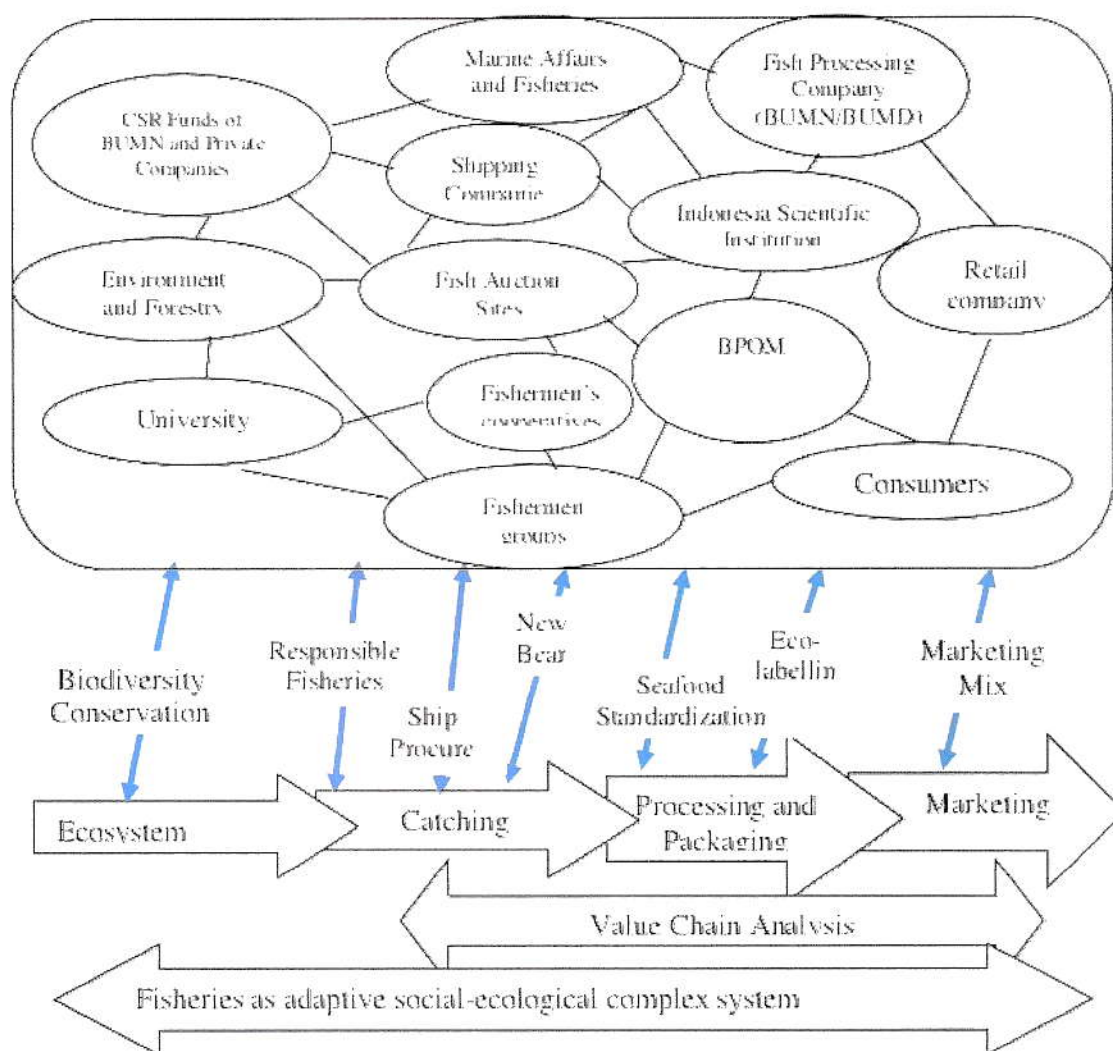 Marine Affairs
and Fisheries
Fish Processing
Company
(BUMN/BUMD)
CSR Funds of
BUMN and Private
Companies
Shipping
Companie
Indonesia Scientific
Institution
Environment
and Forestry
Fish Auction
Sites
Retail
company
BPOM
University
Fishermen's
cooperatives
Consumers
Fishermen
groups
Biodiversity
Conservation
Responsible
Fisheries
Ship
Procure
New
Bear
Seafood
Standardization
Eco-
labellin
Marketing
Mix
Ecosystem
Catching
Processing and
Packaging
Marketing
Value Chain Analysis
Fisheries as adaptive social-ecological complex system